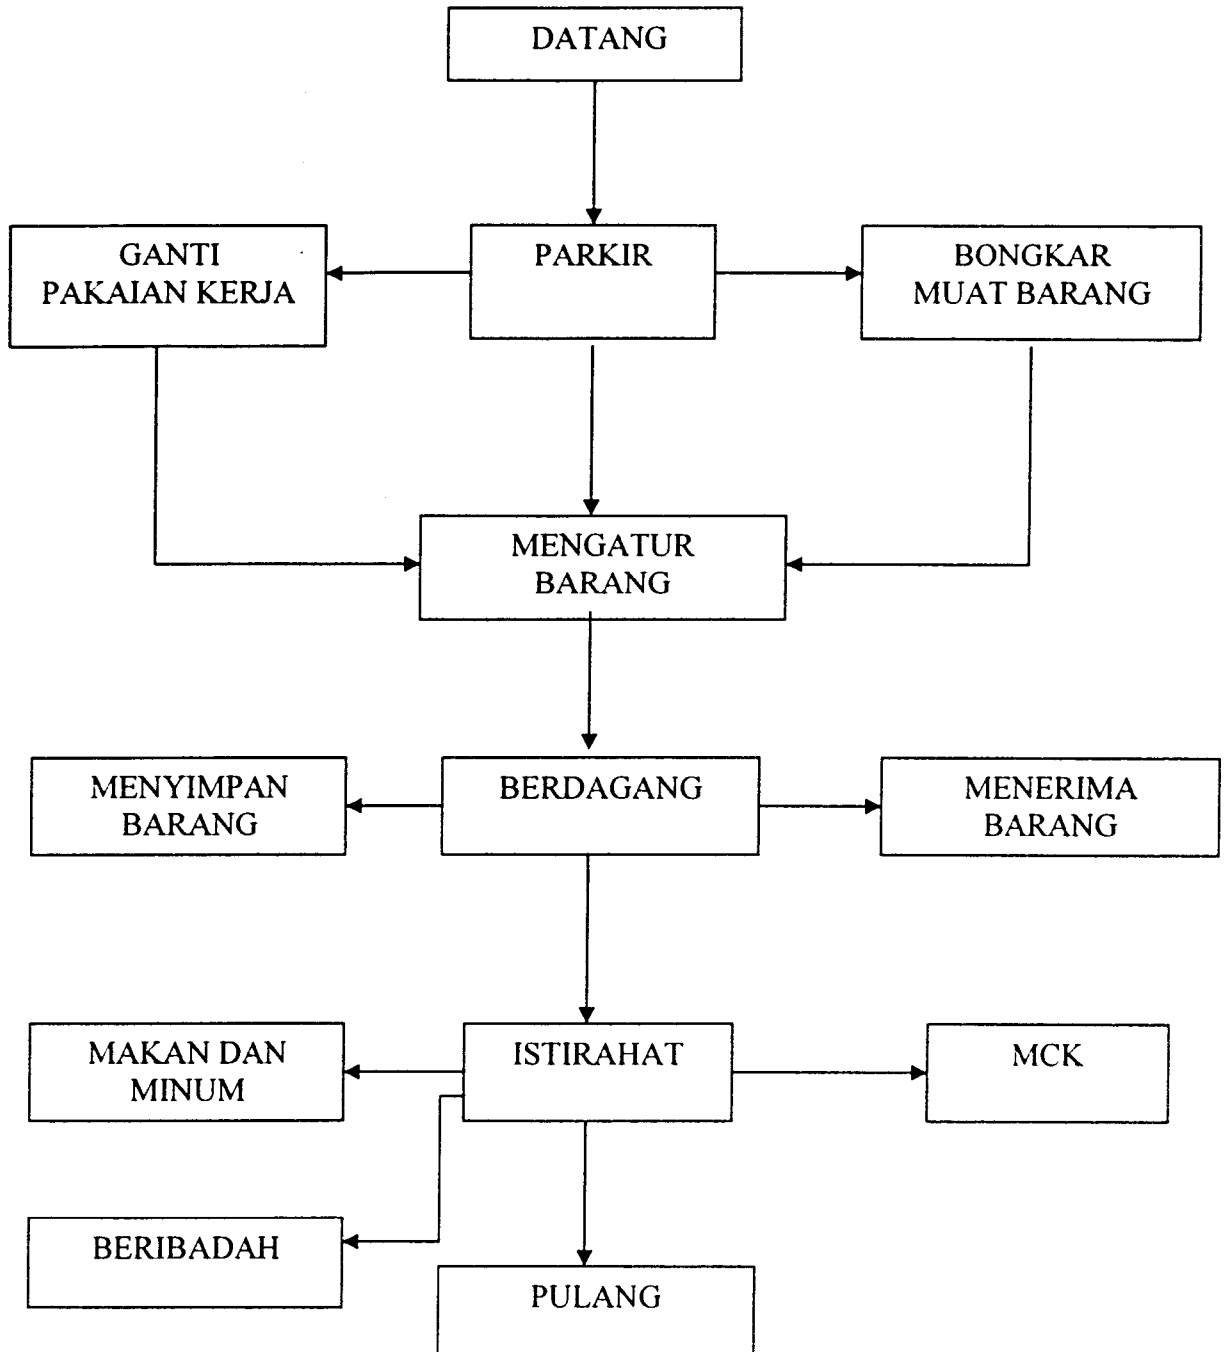 DATANG
GANTI
PAKAIAN KERJA
PARKIR
BONGKAR
MUAT BARANG
MENGATUR
BARANG
MENYIMPAN
BARANG
BERDAGANG
MENERIMA
BARANG
MAKAN DAN
MINUM
ISTIRAHAT
MCK
BERIBADAH
PULANG